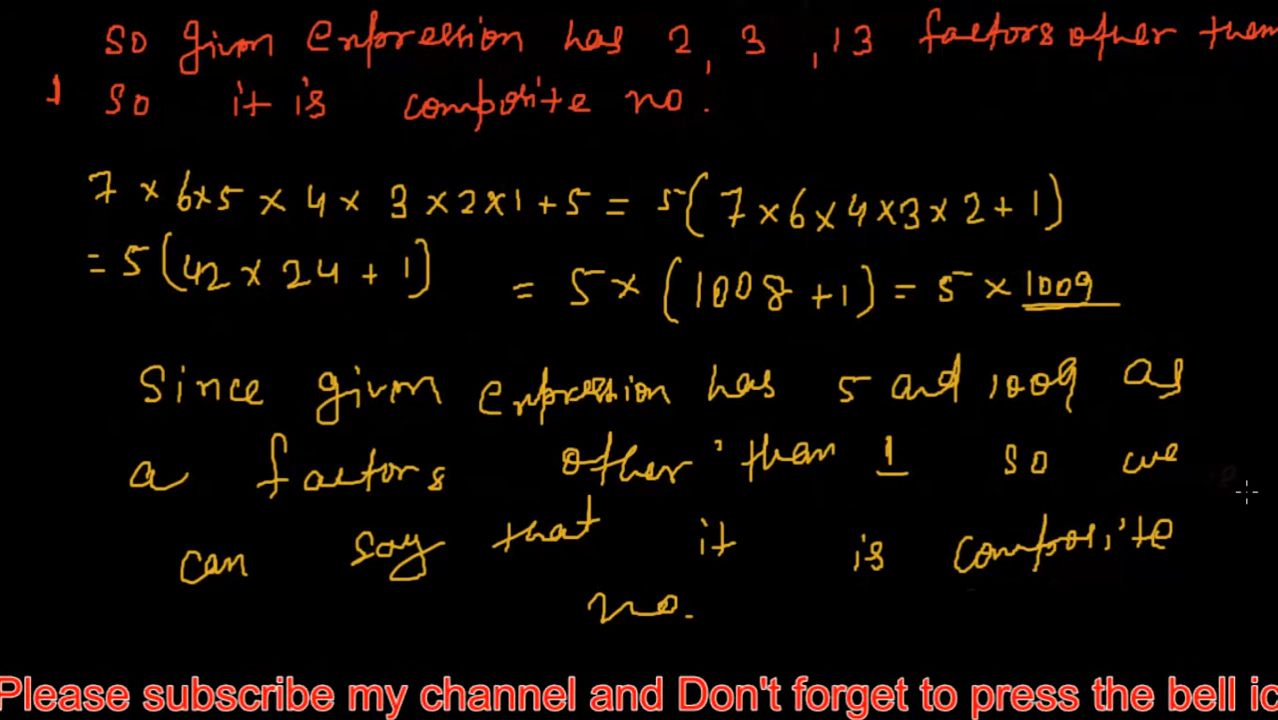 so given expression has 2, 3, 13 factors other them
1 so it is composite no.
7 × 6×5 × 4 × 3 × 2×1 + 5 = 5(7×6×4×3×2+1)
= 5(42 × 24 + 1) = 5 × (1008 + 1) = 5 × 1009
Since given expression has 5 and 1009 as
a factors other than 1 so we
can say that it is composite
no.
Please subscribe my channel and Don't forget to press the bell ic